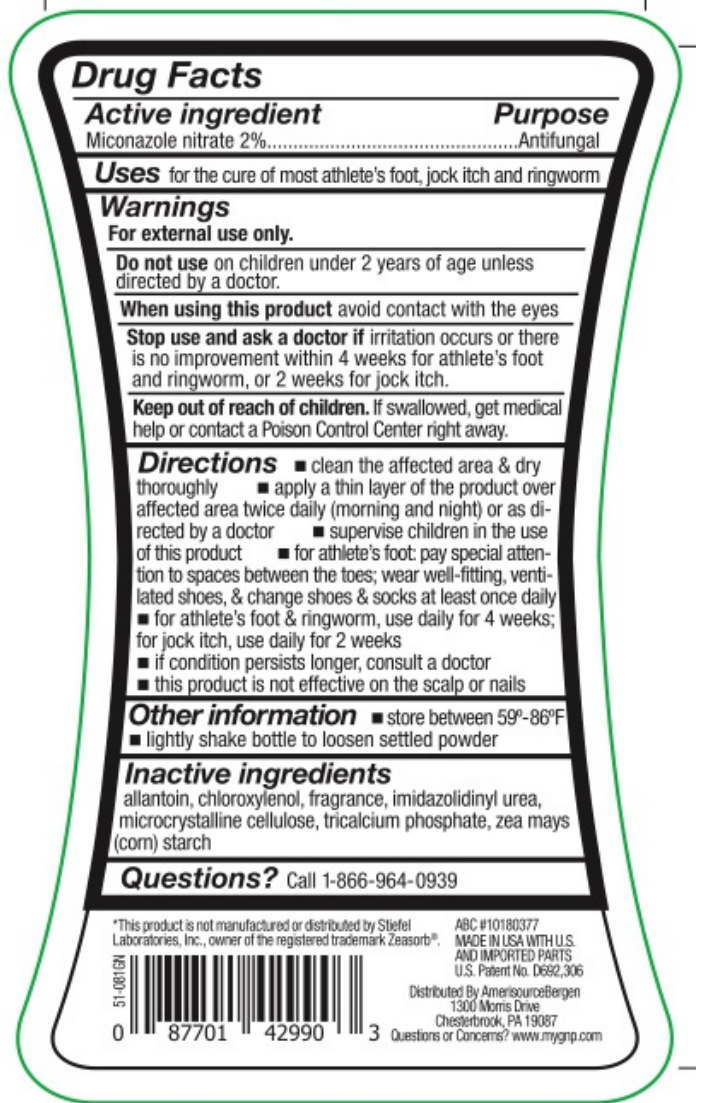 Drug Facts
Active ingredient Purpose
Miconazole nitrate 2%..................................................Antifungal
Uses for the cure of most athlete's foot, jock itch and ringworm
Warnings
For external use only.
Do not use on children under 2 years of age unless
directed by a doctor.
When using this product avoid contact with the eyes
Stop use and ask a doctor if irritation occurs or there
is no improvement within 4 weeks for athlete's foot
and ringworm, or 2 weeks for jock itch.
Keep out of reach of children. If swallowed, get medical
help or contact a Poison Control Center right away.
Directions ■ clean the affected area & dry
thoroughly ■ apply a thin layer of the product over
affected area twice daily (morning and night) or as di-
rected by a doctor ■ supervise children in the use
of this product ■ for athlete's foot: pay special atten-
tion to spaces between the toes; wear well-fitting, venti-
lated shoes, & change shoes & socks at least once daily
■ for athlete's foot & ringworm, use daily for 4 weeks;
for jock itch, use daily for 2 weeks
■ if condition persists longer, consult a doctor
■ this product is not effective on the scalp or nails
Other information ■ store between 59º-86ºF
■ lightly shake bottle to loosen settled powder
Inactive ingredients
allantoin, chloroxylenol, fragrance, imidazolidinyl urea,
microcrystalline cellulose, tricalcium phosphate, zea mays
(corn) starch
Questions? Call 1-866-964-0939
*This product is not manufactured or distributed by Stiefel
Laboratories, Inc., owner of the registered trademark Zeasorb®.
51-081GN
0 87701 42990 3
ABC #10180377
MADE IN USA WITH U.S.
AND IMPORTED PARTS
U.S. Patent No. D692,306
Distributed By AmerisourceBergen
1300 Morris Drive
Chesterbrook, PA 19087
Questions or Concerns? www.mygnp.com